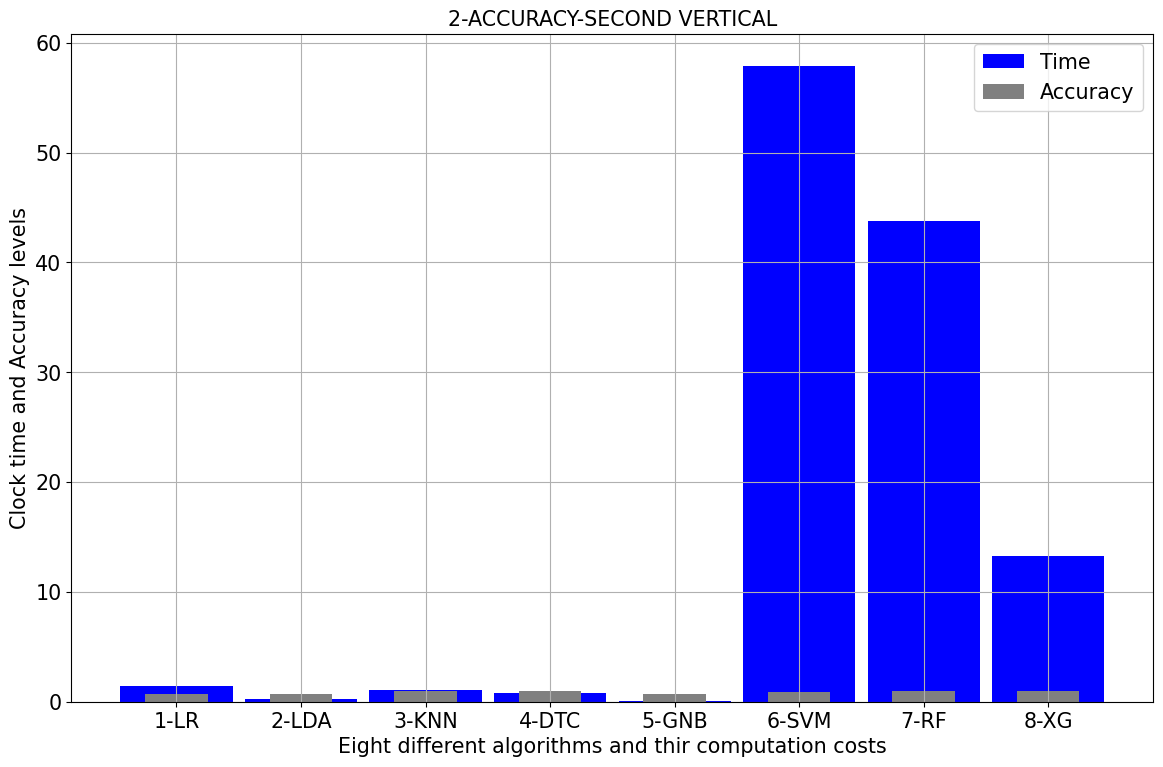 2-ACCURACY-SECOND VERTICAL
Time
Accuracy
Clock time and Accuracy levels
60
50
40
30
20
10
0
1-LR 2-LDA 3-KNN 4-DTC 5-GNB 6-SVM 7-RF 8-XG
Eight different algorithms and thir computation costs